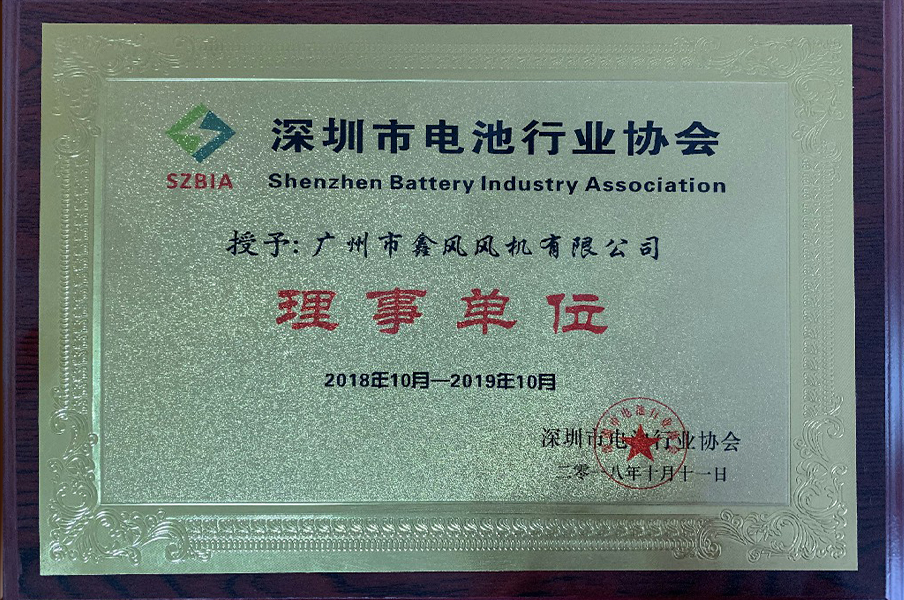 深圳市电池行业协会
SZBIA
Shenzhen Battery Industry Association
授予:广州市鑫风风机有限公司
理事单位
2018年10月—2019年10月
深圳市电池行业协会
二零一八年十月十一日